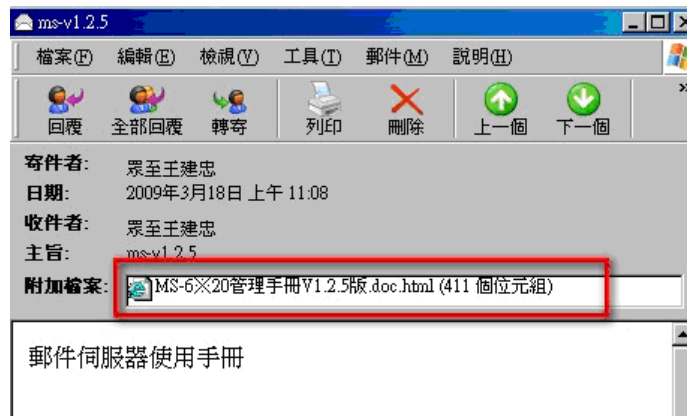 ms-v1.2.5
檔案(F) 編輯(E) 檢視(V) 工具(T) 郵件(M) 說明(H)
回覆 全部回覆 轉寄 列印 刪除 上一個 下一個
寄件者: 眾至王建忠
日期: 2009年3月18日 上午 11:08
收件者: 眾至王建忠
主旨: ms-v1.2.5
附加檔案: MS-6X20管理手冊V1.2.5版.doc.html (411 個位元組)
郵件伺服器使用手冊